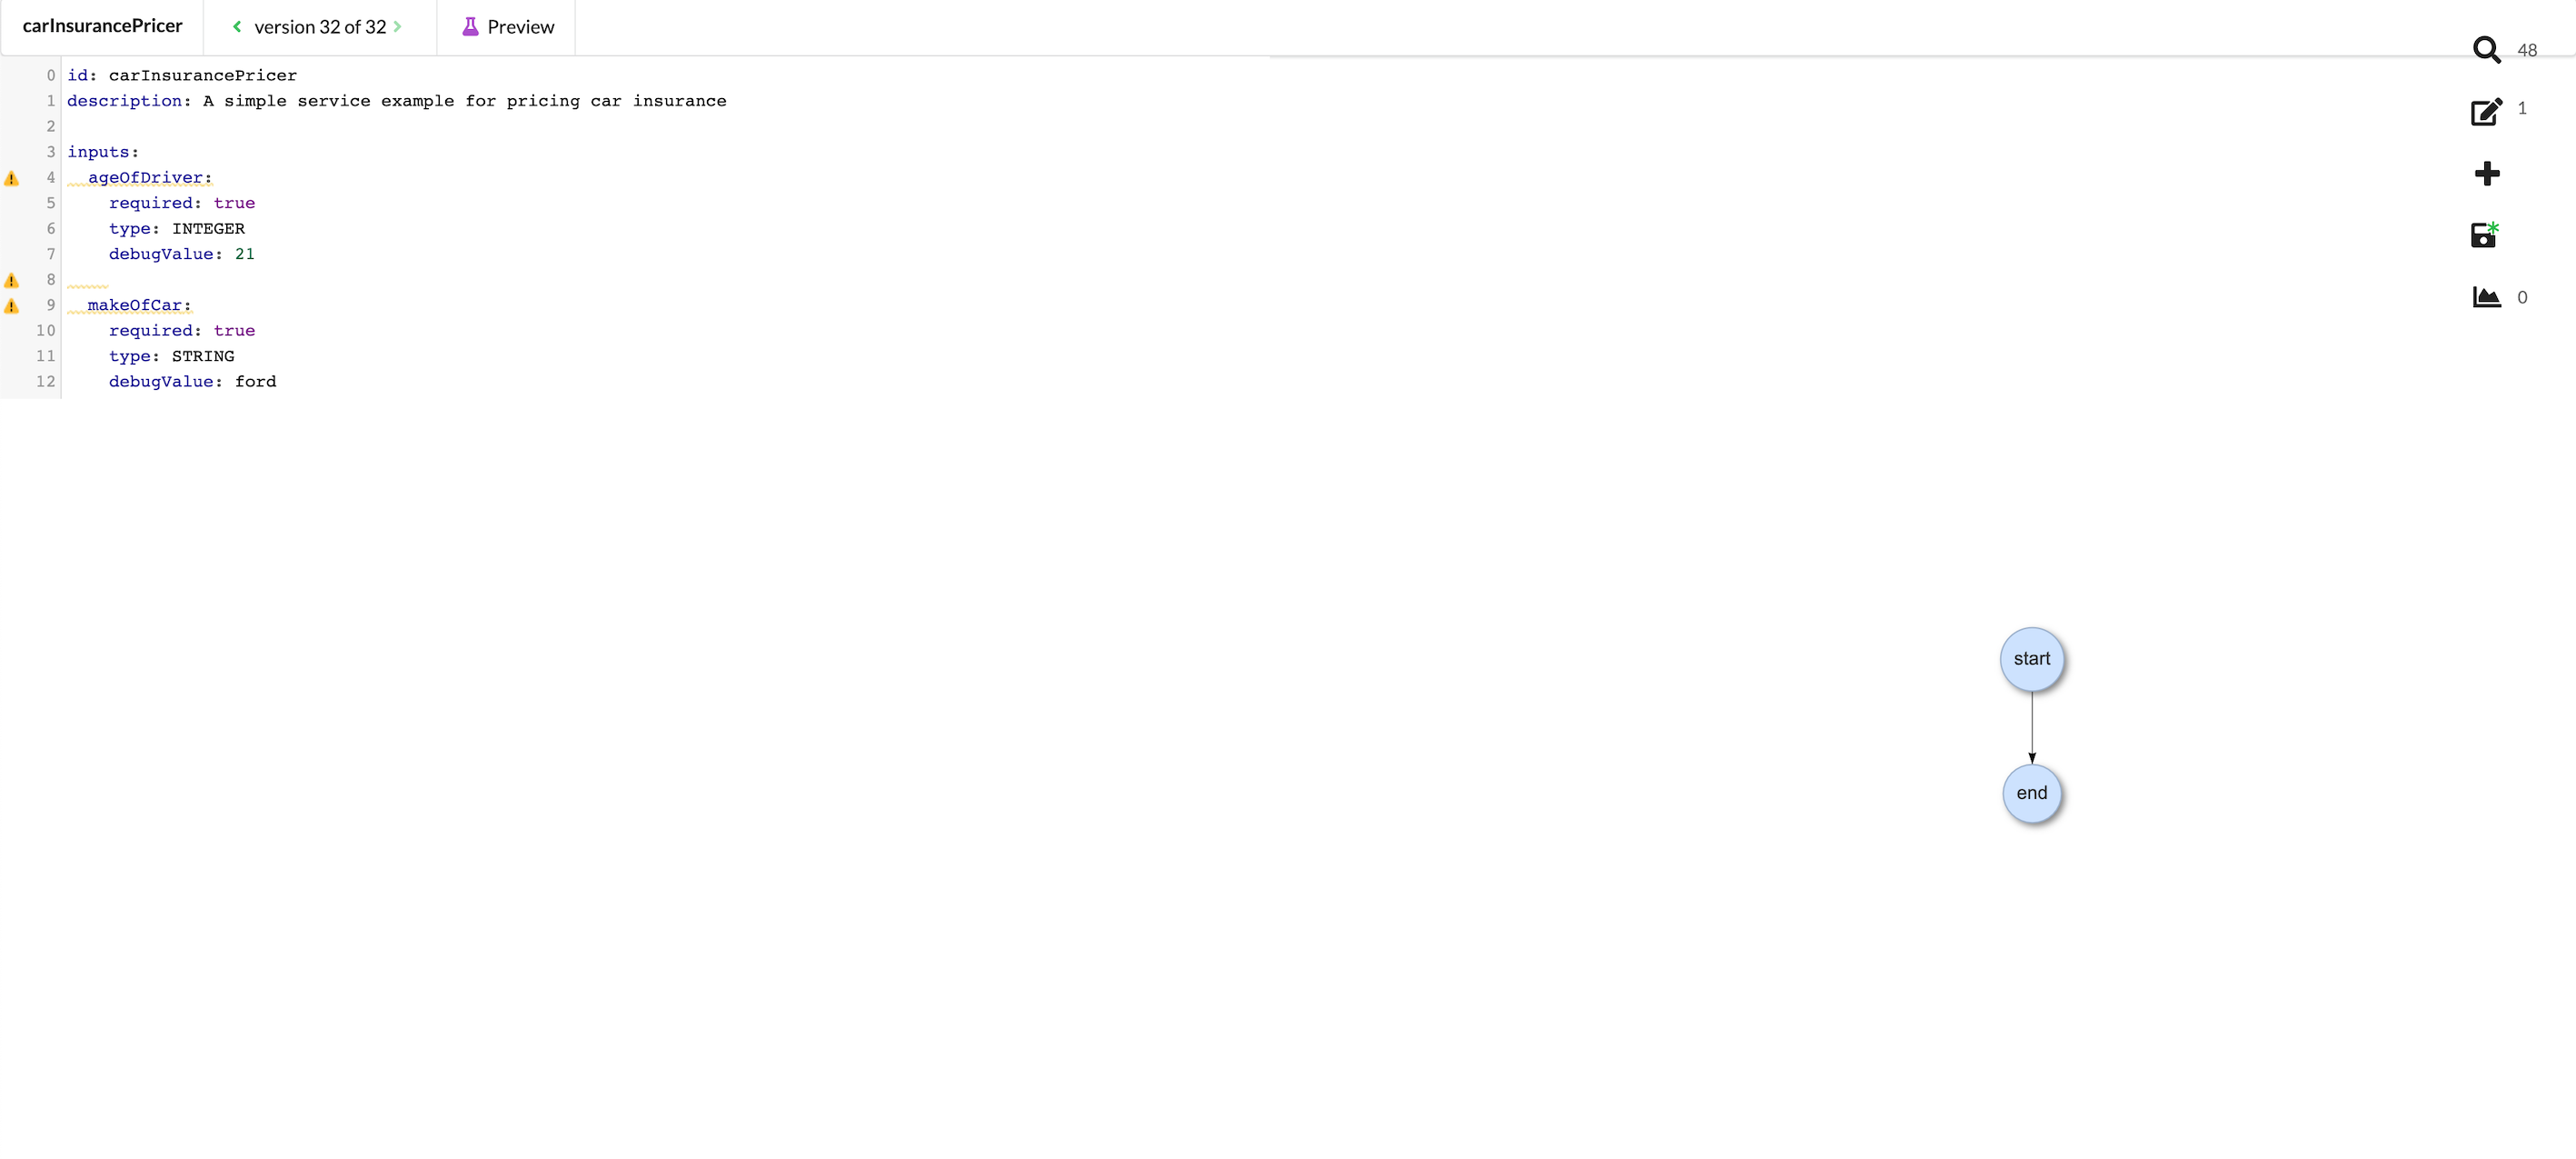 carInsurancePricer version 32 of 32 Preview
48
1
0
0 id: carInsurancePricer
1 description: A simple service example for pricing car insurance
2
3 inputs:
4 ageOfDriver:
5 required: true
6 type: INTEGER
7 debugValue: 21
8
9 makeOfCar:
10 required: true
11 type: STRING
12 debugValue: ford
start
end